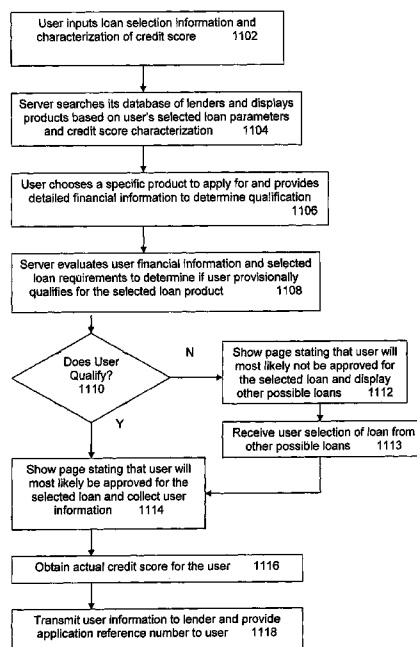 User inputs loan selection information and
characterization of credit score 1102
Server searches its database of lenders and displays
products based on user's selected loan parameters
and credit score characterization 1104
User chooses a specific product to apply for and provides
detailed financial information to determine qualification
1106
Server evaluates user financial information and selected
loan requirements to determine if user provisionally
qualifies for the selected loan product 1108
Does User
Qualify?
1110
N
Show page stating that user will
most likely not be approved for
the selected loan and display
other possible loans 1112
Receive user selection of loan from
other possible loans 1113
Y
Show page stating that user will
most likely be approved for the
selected loan and collect user
information 1114
Obtain actual credit score for the user 1116
Transmit user information to lender and provide
application reference number to user 1118